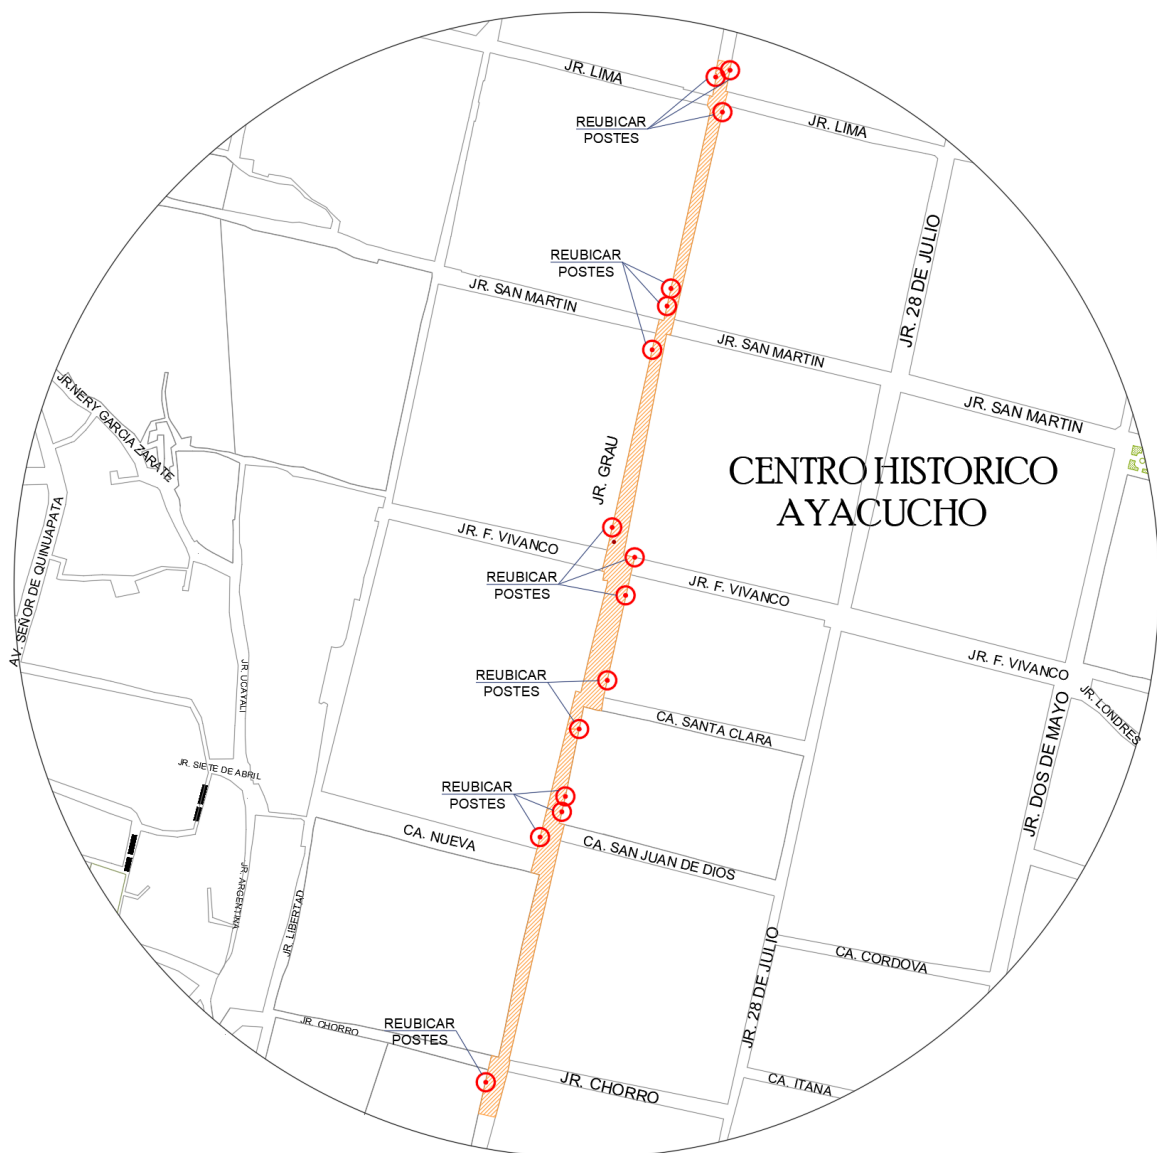 JR. LIMA
REUBICAR
POSTES
JR. LIMA
JR. 28 DE JULIO
REUBICAR
POSTES
JR. SAN MARTIN
JR. SAN MARTIN
JR. SAN MARTIN
JR.NERY GARCIA ZARATE
JR. GRAU
CENTRO HISTORICO
AYACUCHO
AV. SEÑOR DE QUINUAPATA
JR. F. VIVANCO
REUBICAR
POSTES
JR. F. VIVANCO
JR. F. VIVANCO
JR. LONDRES
JR. UCAYALI
REUBICAR
POSTES
CA. SANTA CLARA
JR. DOS DE MAYO
JR. SIETE DE ABRIL
REUBICAR
POSTES
CA. NUEVA
CA. SAN JUAN DE DIOS
JR. ARGENTINA
JR. LIBERTAD
CA. CORDOVA
JR. 28 DE JULIO
JR. CHORRO
REUBICAR
POSTES
JR. CHORRO
CA. ITANA